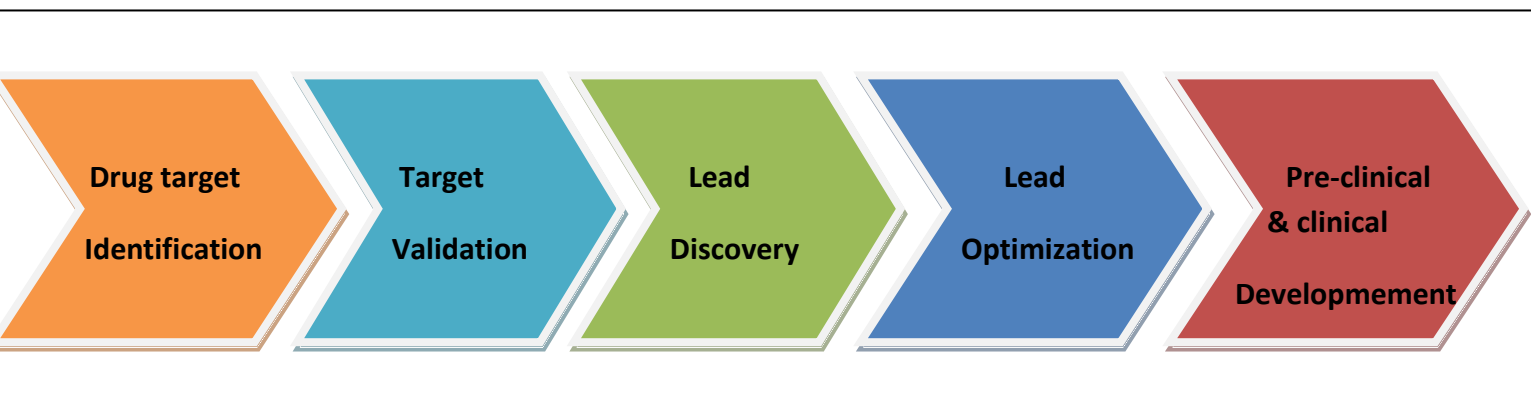 Drug target
Identification
Target
Validation
Lead
Discovery
Lead
Optimization
Pre-clinical
& clinical
Developmement